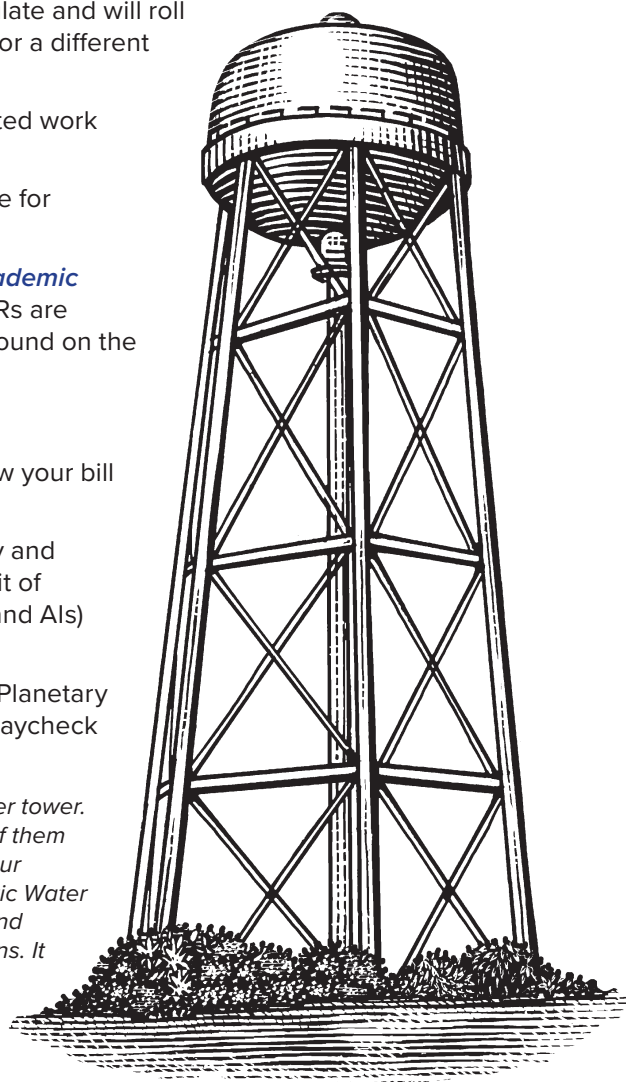 late and will roll
or a different
ted work
e for
ademic
Rs are
ound on the
w your bill
y and
it of
and AIs)
Planetary
aycheck
er tower.
f them
ur
ic Water
nd
ns. It